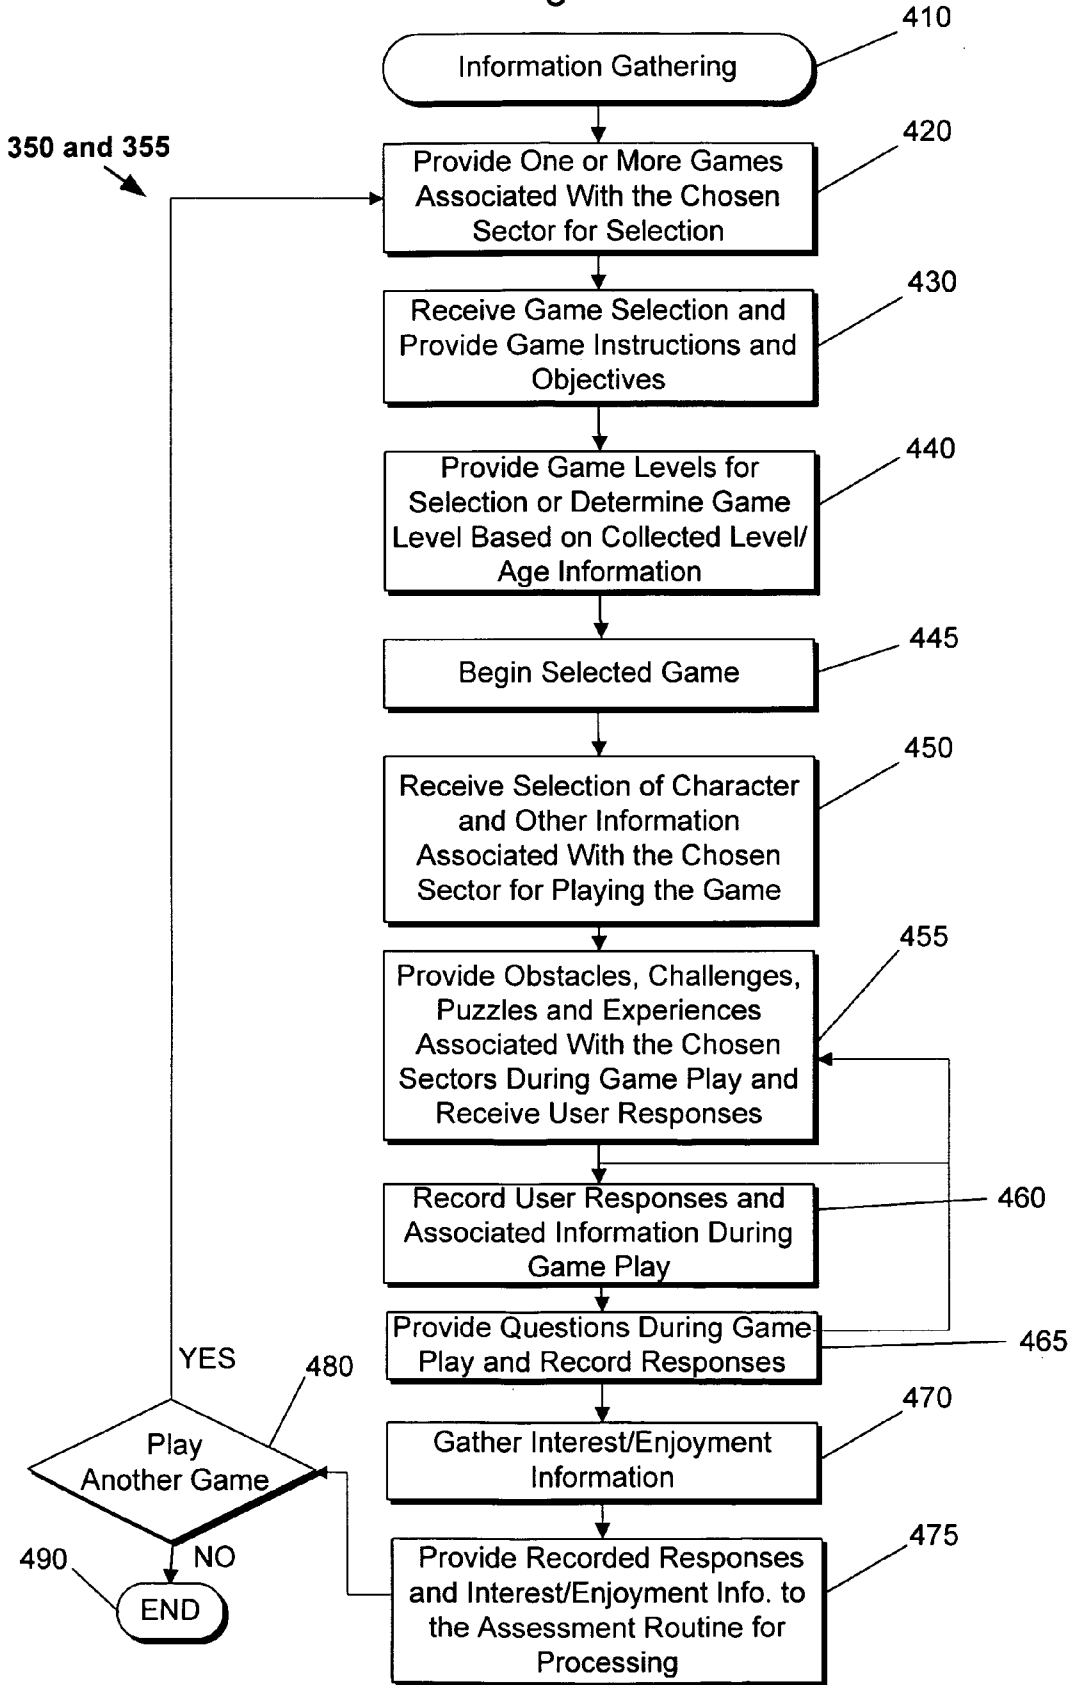 410
Information Gathering
350 and 355
420
Provide One or More Games
Associated With the Chosen
Sector for Selection
430
Receive Game Selection and
Provide Game Instructions and
Objectives
440
Provide Game Levels for
Selection or Determine Game
Level Based on Collected Level/
Age Information
445
Begin Selected Game
450
Receive Selection of Character
and Other Information
Associated With the Chosen
Sector for Playing the Game
455
Provide Obstacles, Challenges,
Puzzles and Experiences
Associated With the Chosen
Sectors During Game Play and
Receive User Responses
460
Record User Responses and
Associated Information During
Game Play
465
Provide Questions During Game
Play and Record Responses
470
Gather Interest/Enjoyment
Information
475
Provide Recorded Responses
and Interest/Enjoyment Info. to
the Assessment Routine for
Processing
YES
480
Play
Another Game
NO
490
END